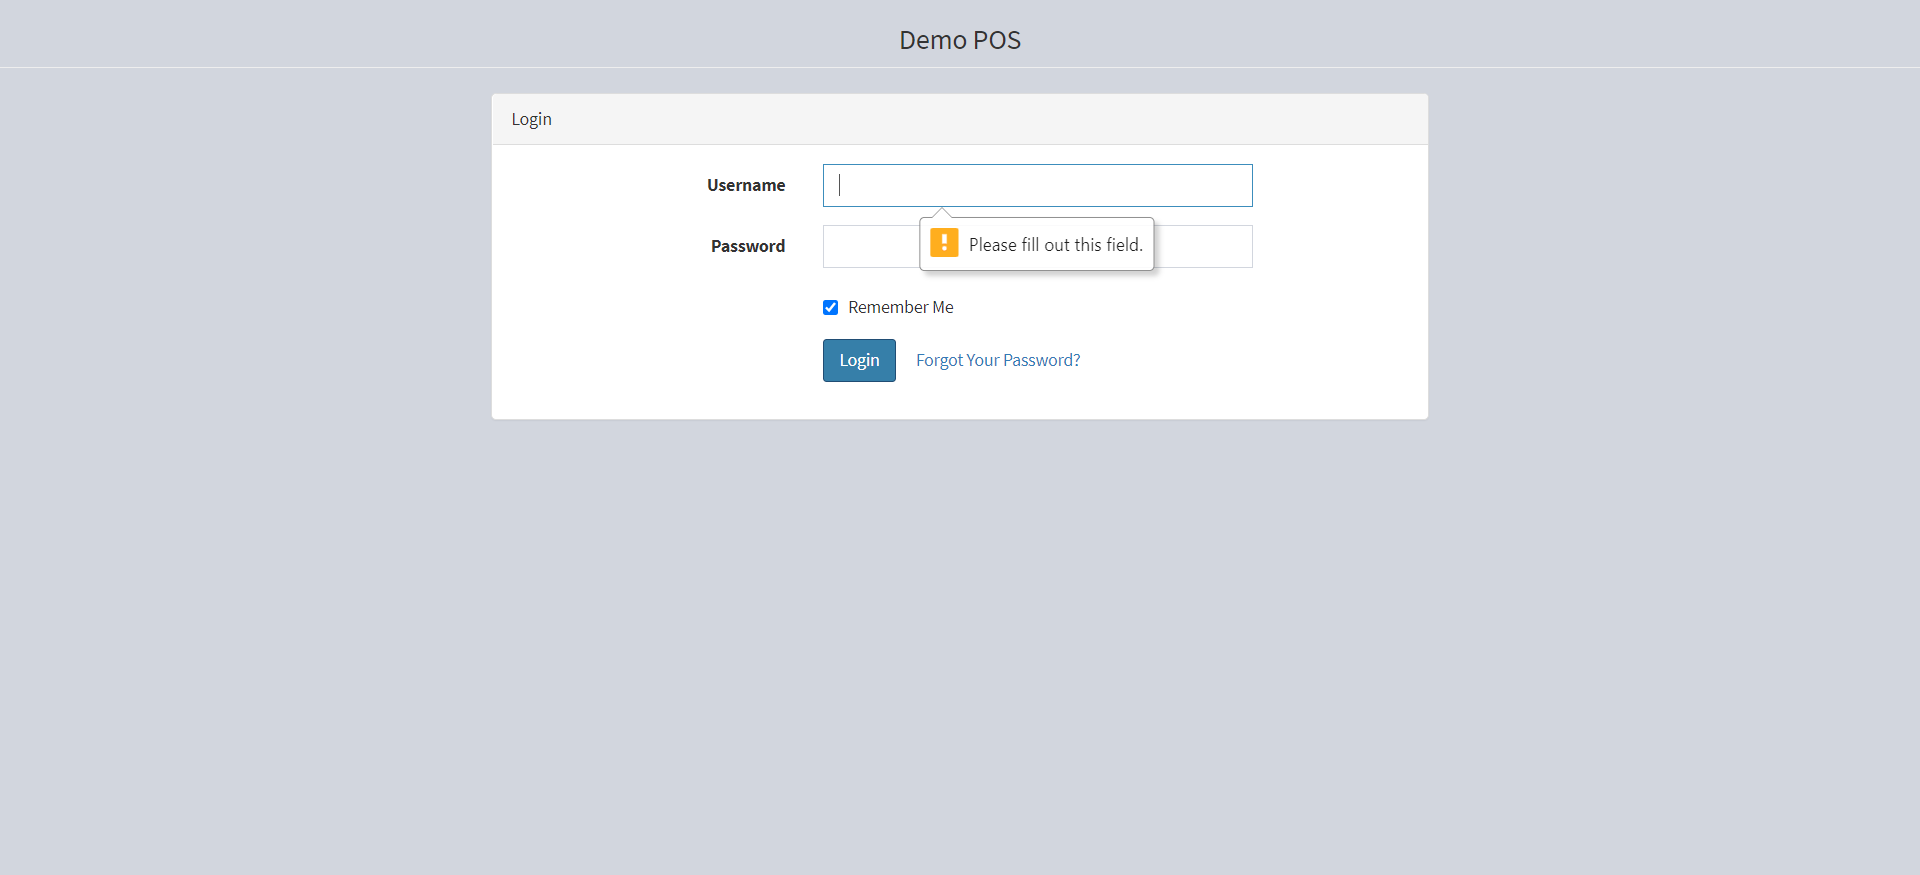 Demo POS
Login
Username
Password
Please fill out this field.
Remember Me
Login Forgot Your Password?